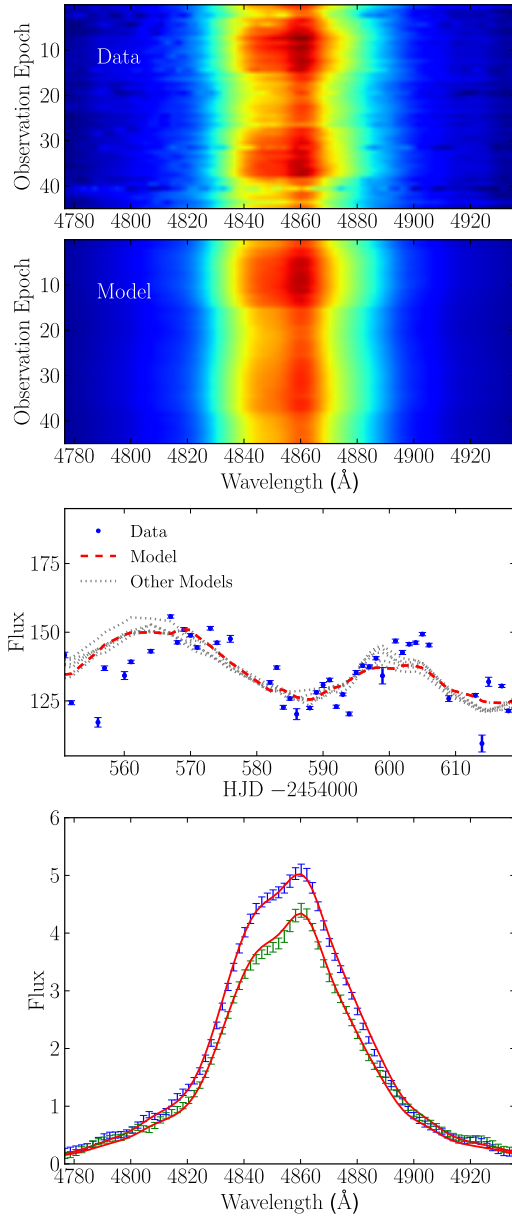 Data
Observation Epoch
10
20
30
40
4780 4800 4820 4840 4860 4880 4900 4920
Model
Observation Epoch
10
20
30
40
4780 4800 4820 4840 4860 4880 4900 4920
Wavelength (Å)
Data
Model
Other Models
Flux
175
150
125
560 570 580 590 600 610
HJD −2454000
Flux
6
5
4
3
2
1
0
4780 4800 4820 4840 4860 4880 4900 4920
Wavelength (Å)